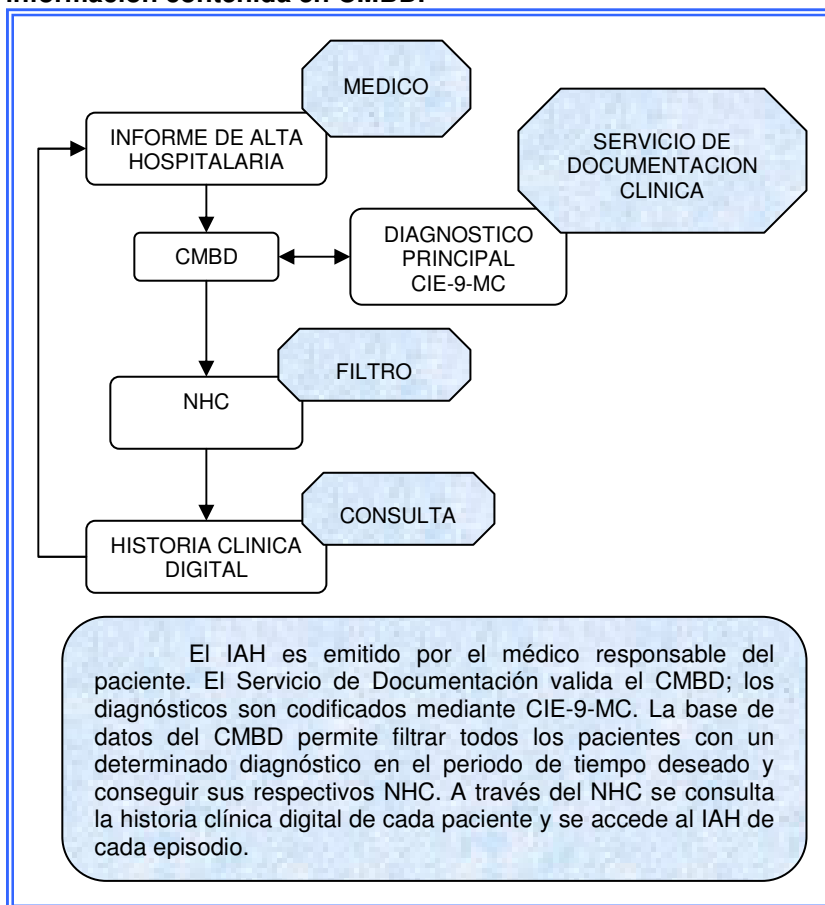 información contenida en CMBD.
MEDICO
INFORME DE ALTA
HOSPITALARIA
SERVICIO DE
DOCUMENTACION
CLINICA
CMBD
DIAGNOSTICO
PRINCIPAL
CIE-9-MC
FILTRO
NHC
CONSULTA
HISTORIA CLINICA
DIGITAL
El IAH es emitido por el médico responsable del
paciente. El Servicio de Documentación valida el CMBD; los
diagnósticos son codificados mediante CIE-9-MC. La base de
datos del CMBD permite filtrar todos los pacientes con un
determinado diagnóstico en el periodo de tiempo deseado y
conseguir sus respectivos NHC. A través del NHC se consulta
la historia clínica digital de cada paciente y se accede al IAH de
cada episodio.